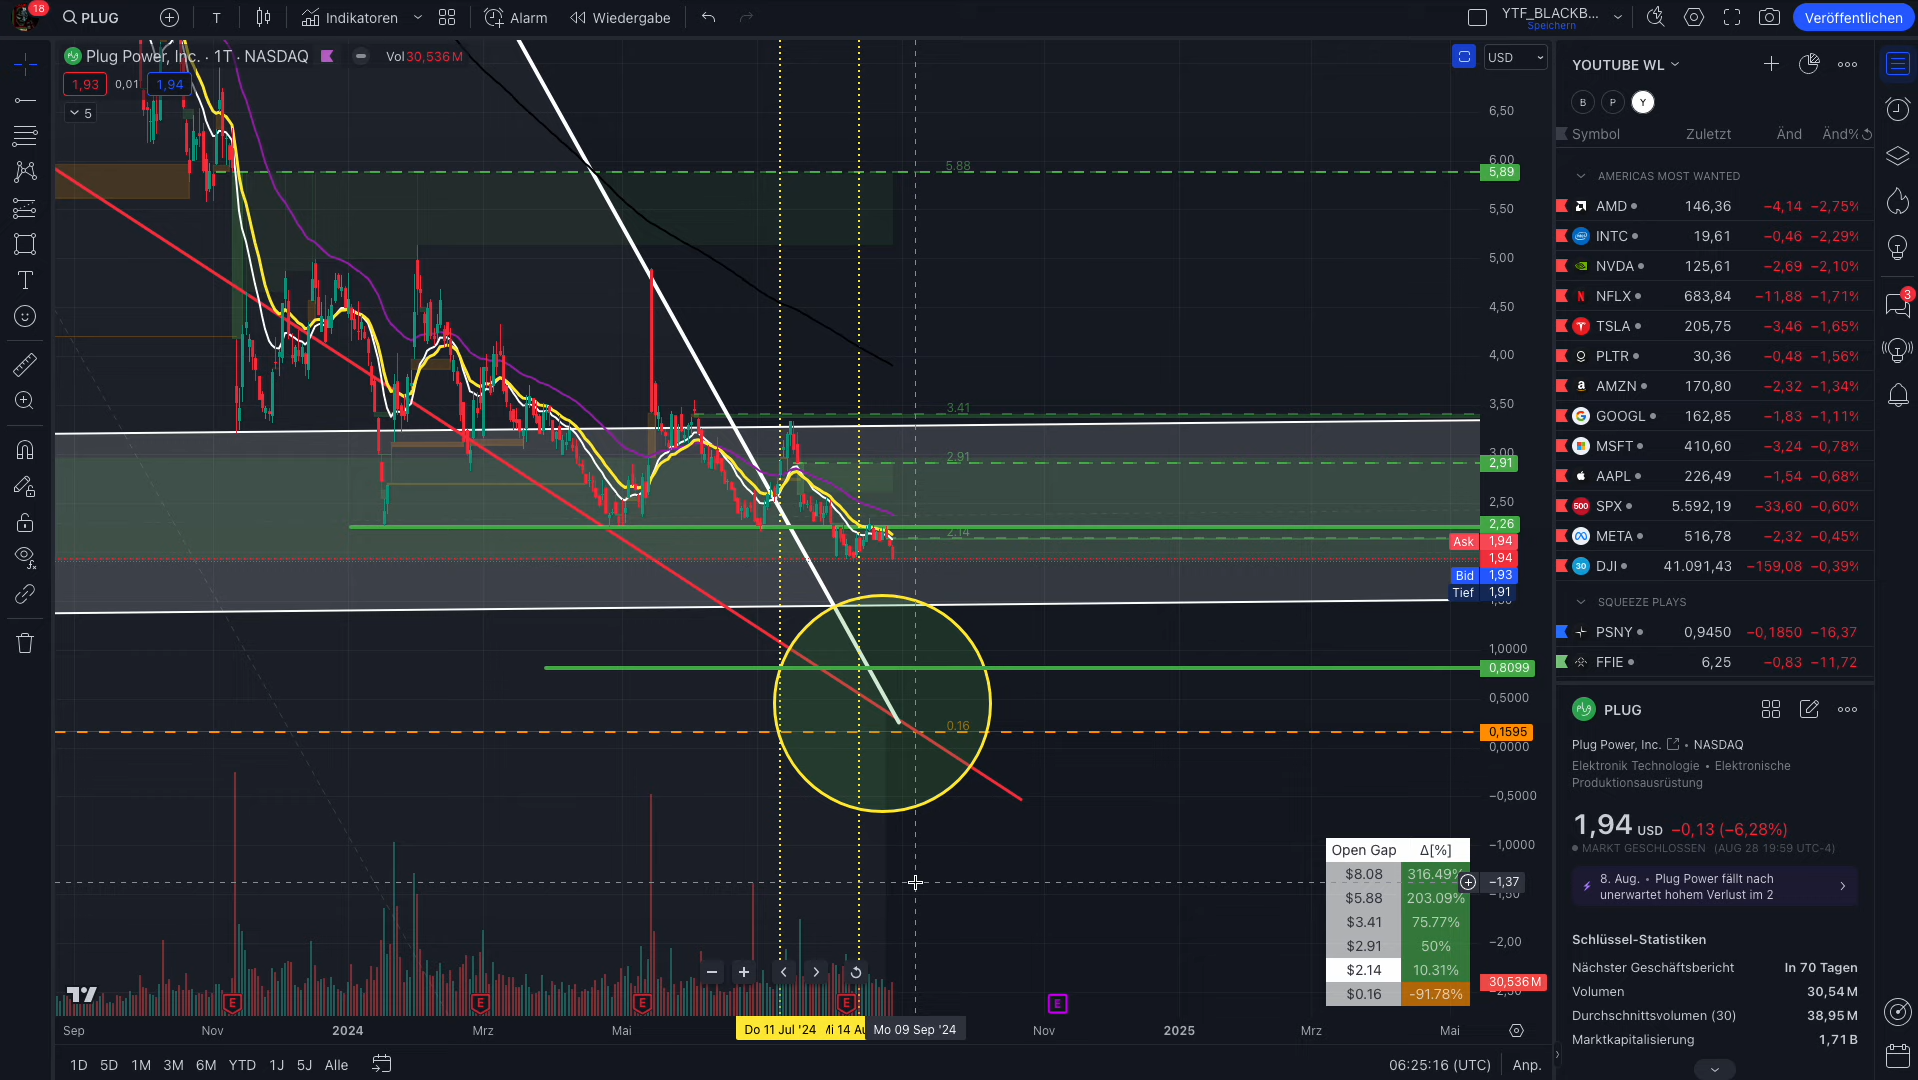 18
PLUG
T
Indikatoren
Alarm
Wiedergabe
YTF_BLACKB...
Speichern
Veröffentlichen
Plug Power, Inc. · 1T · NASDAQ
Vol 30,536 M
1,93
0,01
1,94
5
USD
6,50
6,00
5,89
5,50
5,00
4,50
4,00
3,50
3,00
2,91
2,50
2,26
Ask 1,94
1,94
Bid 1,93
Tief 1,91
1,0000
0,8099
0,5000
0,1595
0,0000
−0,5000
−1,0000
−1,37
−2,00
30,536 M
5.88
3.41
2.91
2.14
0.16
Open Gap Δ[%]
$8.08 316.49%
$5.88 203.09%
$3.41 75.77%
$2.91 50%
$2.14 10.31%
$0.16 -91.78%
E
E
E
E
E
Sep
Nov
2024
Mrz
Mai
Do 11 Jul '24
Mo 09 Sep '24
Nov
2025
Mrz
Mai
1D 5D 1M 3M 6M YTD 1J 5J Alle
06:25:16 (UTC)
Anp.
YOUTUBE WL
B P Y
Symbol Zuletzt Änd Änd%
AMERICAS MOST WANTED
AMD 146,36 −4,14 −2,75%
INTC 19,61 −0,46 −2,29%
NVDA 125,61 −2,69 −2,10%
NFLX 683,84 −11,88 −1,71%
TSLA 205,75 −3,46 −1,65%
PLTR 30,36 −0,48 −1,56%
AMZN 170,80 −2,32 −1,34%
GOOGL 162,85 −1,83 −1,11%
MSFT 410,60 −3,24 −0,78%
AAPL 226,49 −1,54 −0,68%
SPX 5.592,19 −33,60 −0,60%
META 516,78 −2,32 −0,45%
DJI 41.091,43 −159,08 −0,39%
SQUEEZE PLAYS
PSNY 0,9450 −0,1850 −16,37
FFIE 6,25 −0,83 −11,72
3
PLUG
Plug Power, Inc. • NASDAQ
Elektronik Technologie • Elektronische
Produktionsausrüstung
1,94 USD −0,13 (−6,28%)
MARKT GESCHLOSSEN (AUG 28 19:59 UTC-4)
8. Aug. • Plug Power fällt nach
unerwartet hohem Verlust im 2
Schlüssel-Statistiken
Nächster Geschäftsbericht In 70 Tagen
Volumen 30,54 M
Durchschnittsvolumen (30) 38,95 M
Marktkapitalisierung 1,71 B